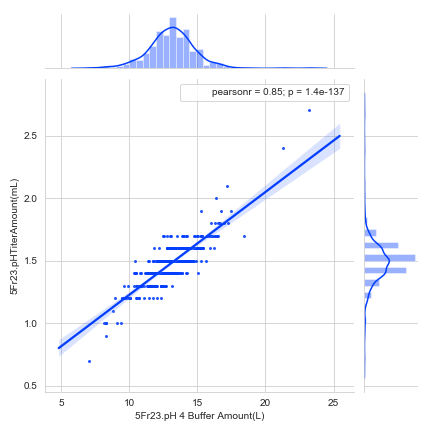 pearsonr = 0.85; p = 1.4e-137
2.5
2.0
1.5
1.0
0.5
5Fr23.pHTiterAmount(mL)
5 10 15 20 25
5Fr23.pH 4 Buffer Amount(L)